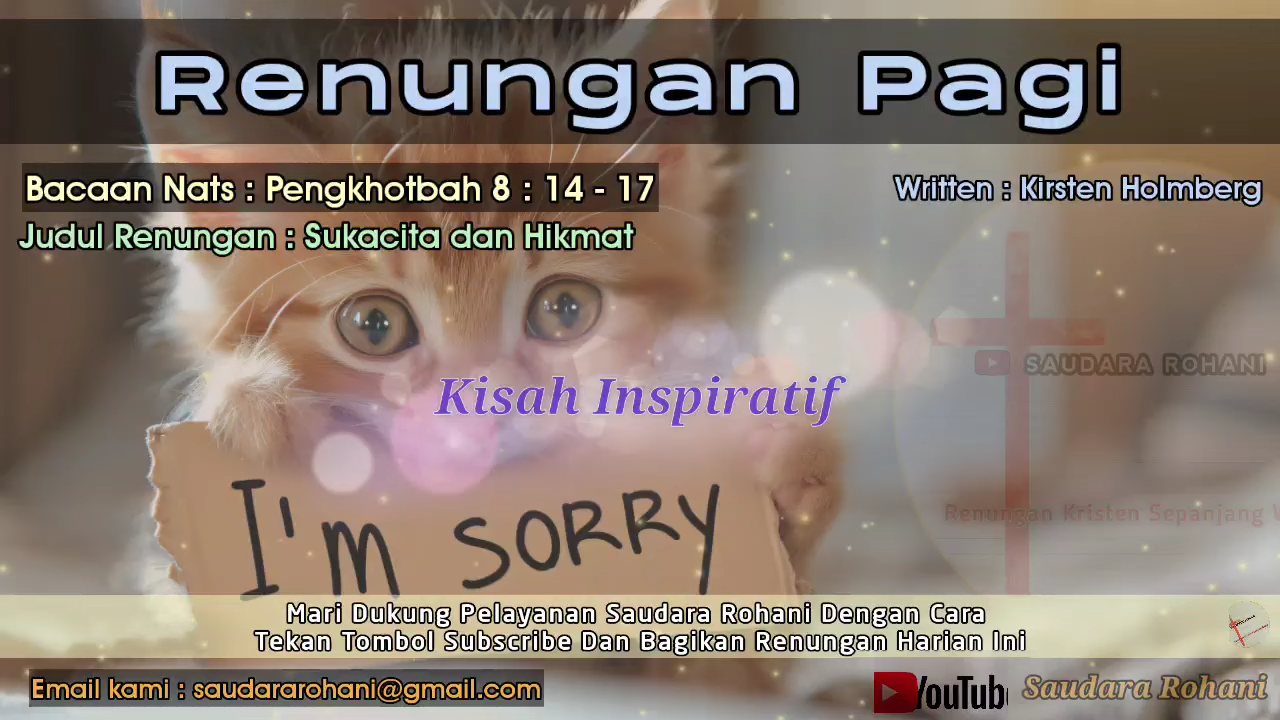 Renungan Pagi
Bacaan Nats : Pengkhotbah 8 : 14 - 17
Written : Kirsten Holmberg
Judul Renungan : Sukacita dan Hikmat
SAUDARA ROHANI
Kisah Inspiratif
I'm SORRY
Renungan Kristen Sepanjang W
Mari Dukung Pelayanan Saudara Rohani Dengan Cara
Tekan Tombol Subscribe Dan Bagikan Renungan Harian Ini
Email kami : saudararohani@gmail.com
YouTub
Saudara Rohani